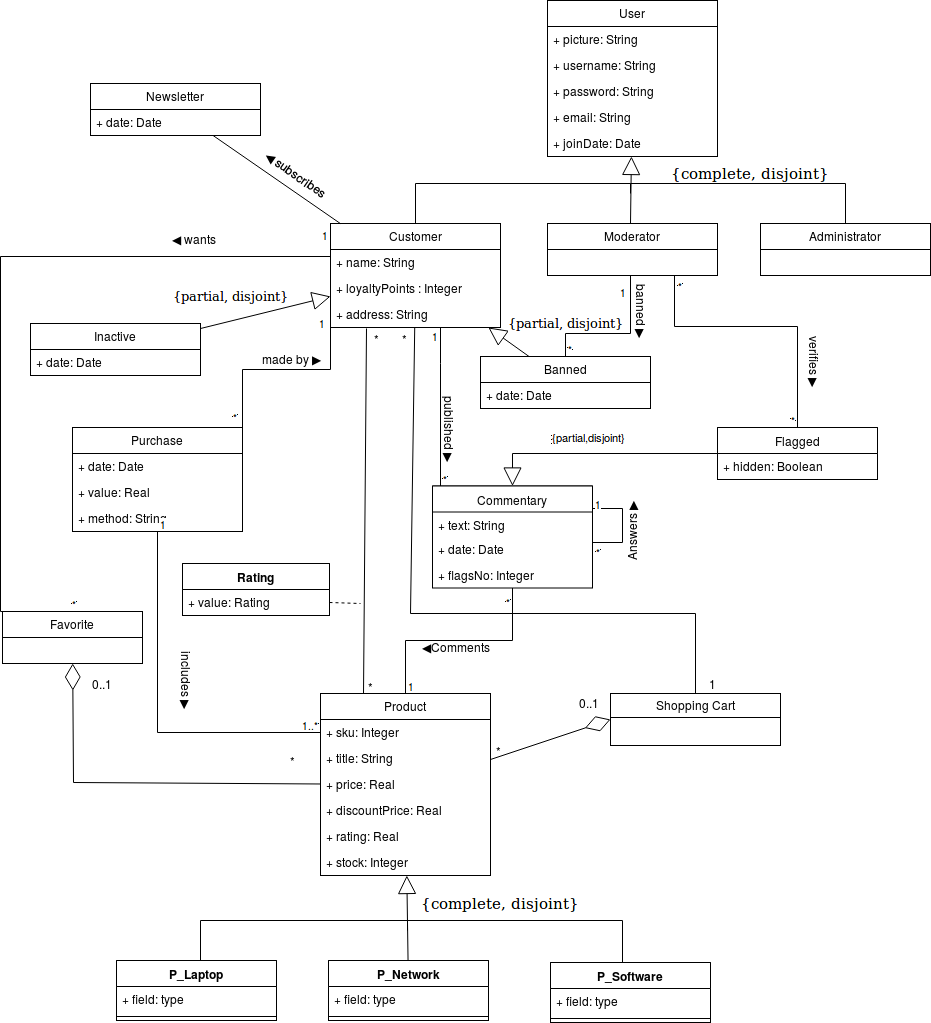 User
+ picture: String
+ username: String
+ password: String
+ email: String
+ joinDate: Date
Newsletter
+ date: Date
subscribes
{complete, disjoint}
wants
1
Customer
+ name: String
+ loyaltyPoints : Integer
+ address: String
Moderator
Administrator
{partial, disjoint}
1
banned
*
Inactive
+ date: Date
1
made by
*
*
1
{partial, disjoint}
*
verifies
Banned
+ date: Date
published
*
*
Purchase
+ date: Date
+ value: Real
+ method: String
1
{partial,disjoint}
Flagged
+ hidden: Boolean
*
Commentary
+ text: String
+ date: Date
+ flagsNo: Integer
1
Answers
*
Rating
+ value: Rating
*
*
Favorite
0..1
includes
Comments
*
1
0..1
1
Shopping Cart
1..*
*
*
Product
+ sku: Integer
+ title: String
+ price: Real
+ discountPrice: Real
+ rating: Real
+ stock: Integer
{complete, disjoint}
P_Laptop
+ field: type
P_Network
+ field: type
P_Software
+ field: type